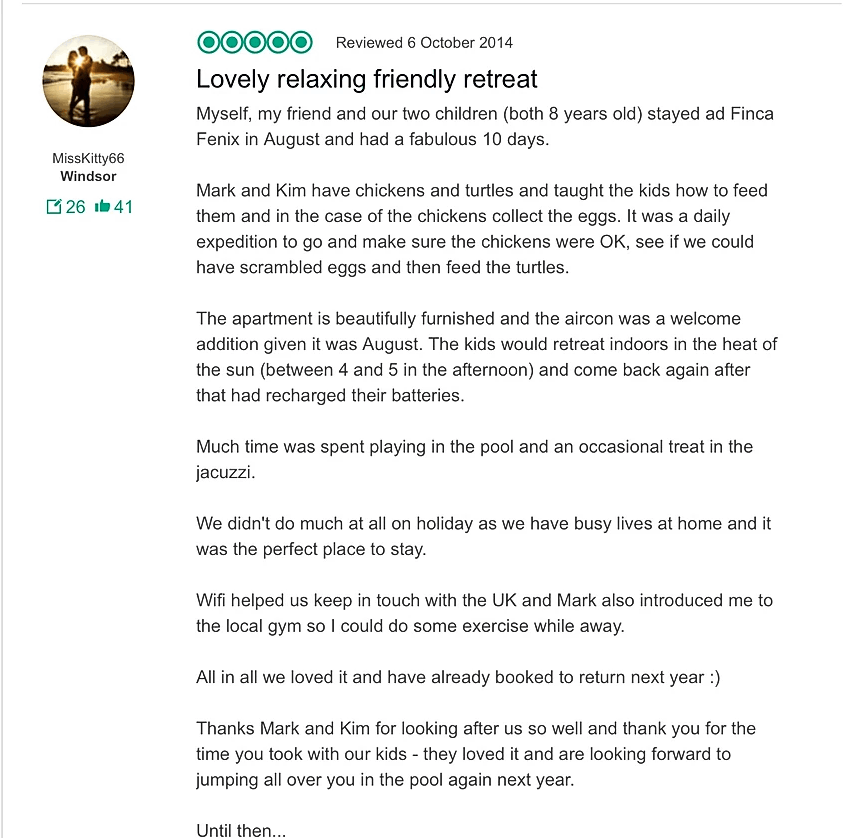 Reviewed 6 October 2014
Lovely relaxing friendly retreat
MissKitty66
Windsor
26 41
Myself, my friend and our two children (both 8 years old) stayed ad Finca
Fenix in August and had a fabulous 10 days.
Mark and Kim have chickens and turtles and taught the kids how to feed
them and in the case of the chickens collect the eggs. It was a daily
expedition to go and make sure the chickens were OK, see if we could
have scrambled eggs and then feed the turtles.
The apartment is beautifully furnished and the aircon was a welcome
addition given it was August. The kids would retreat indoors in the heat of
the sun (between 4 and 5 in the afternoon) and come back again after
that had recharged their batteries.
Much time was spent playing in the pool and an occasional treat in the
jacuzzi.
We didn't do much at all on holiday as we have busy lives at home and it
was the perfect place to stay.
Wifi helped us keep in touch with the UK and Mark also introduced me to
the local gym so I could do some exercise while away.
All in all we loved it and have already booked to return next year :)
Thanks Mark and Kim for looking after us so well and thank you for the
time you took with our kids - they loved it and are looking forward to
jumping all over you in the pool again next year.
Until then...